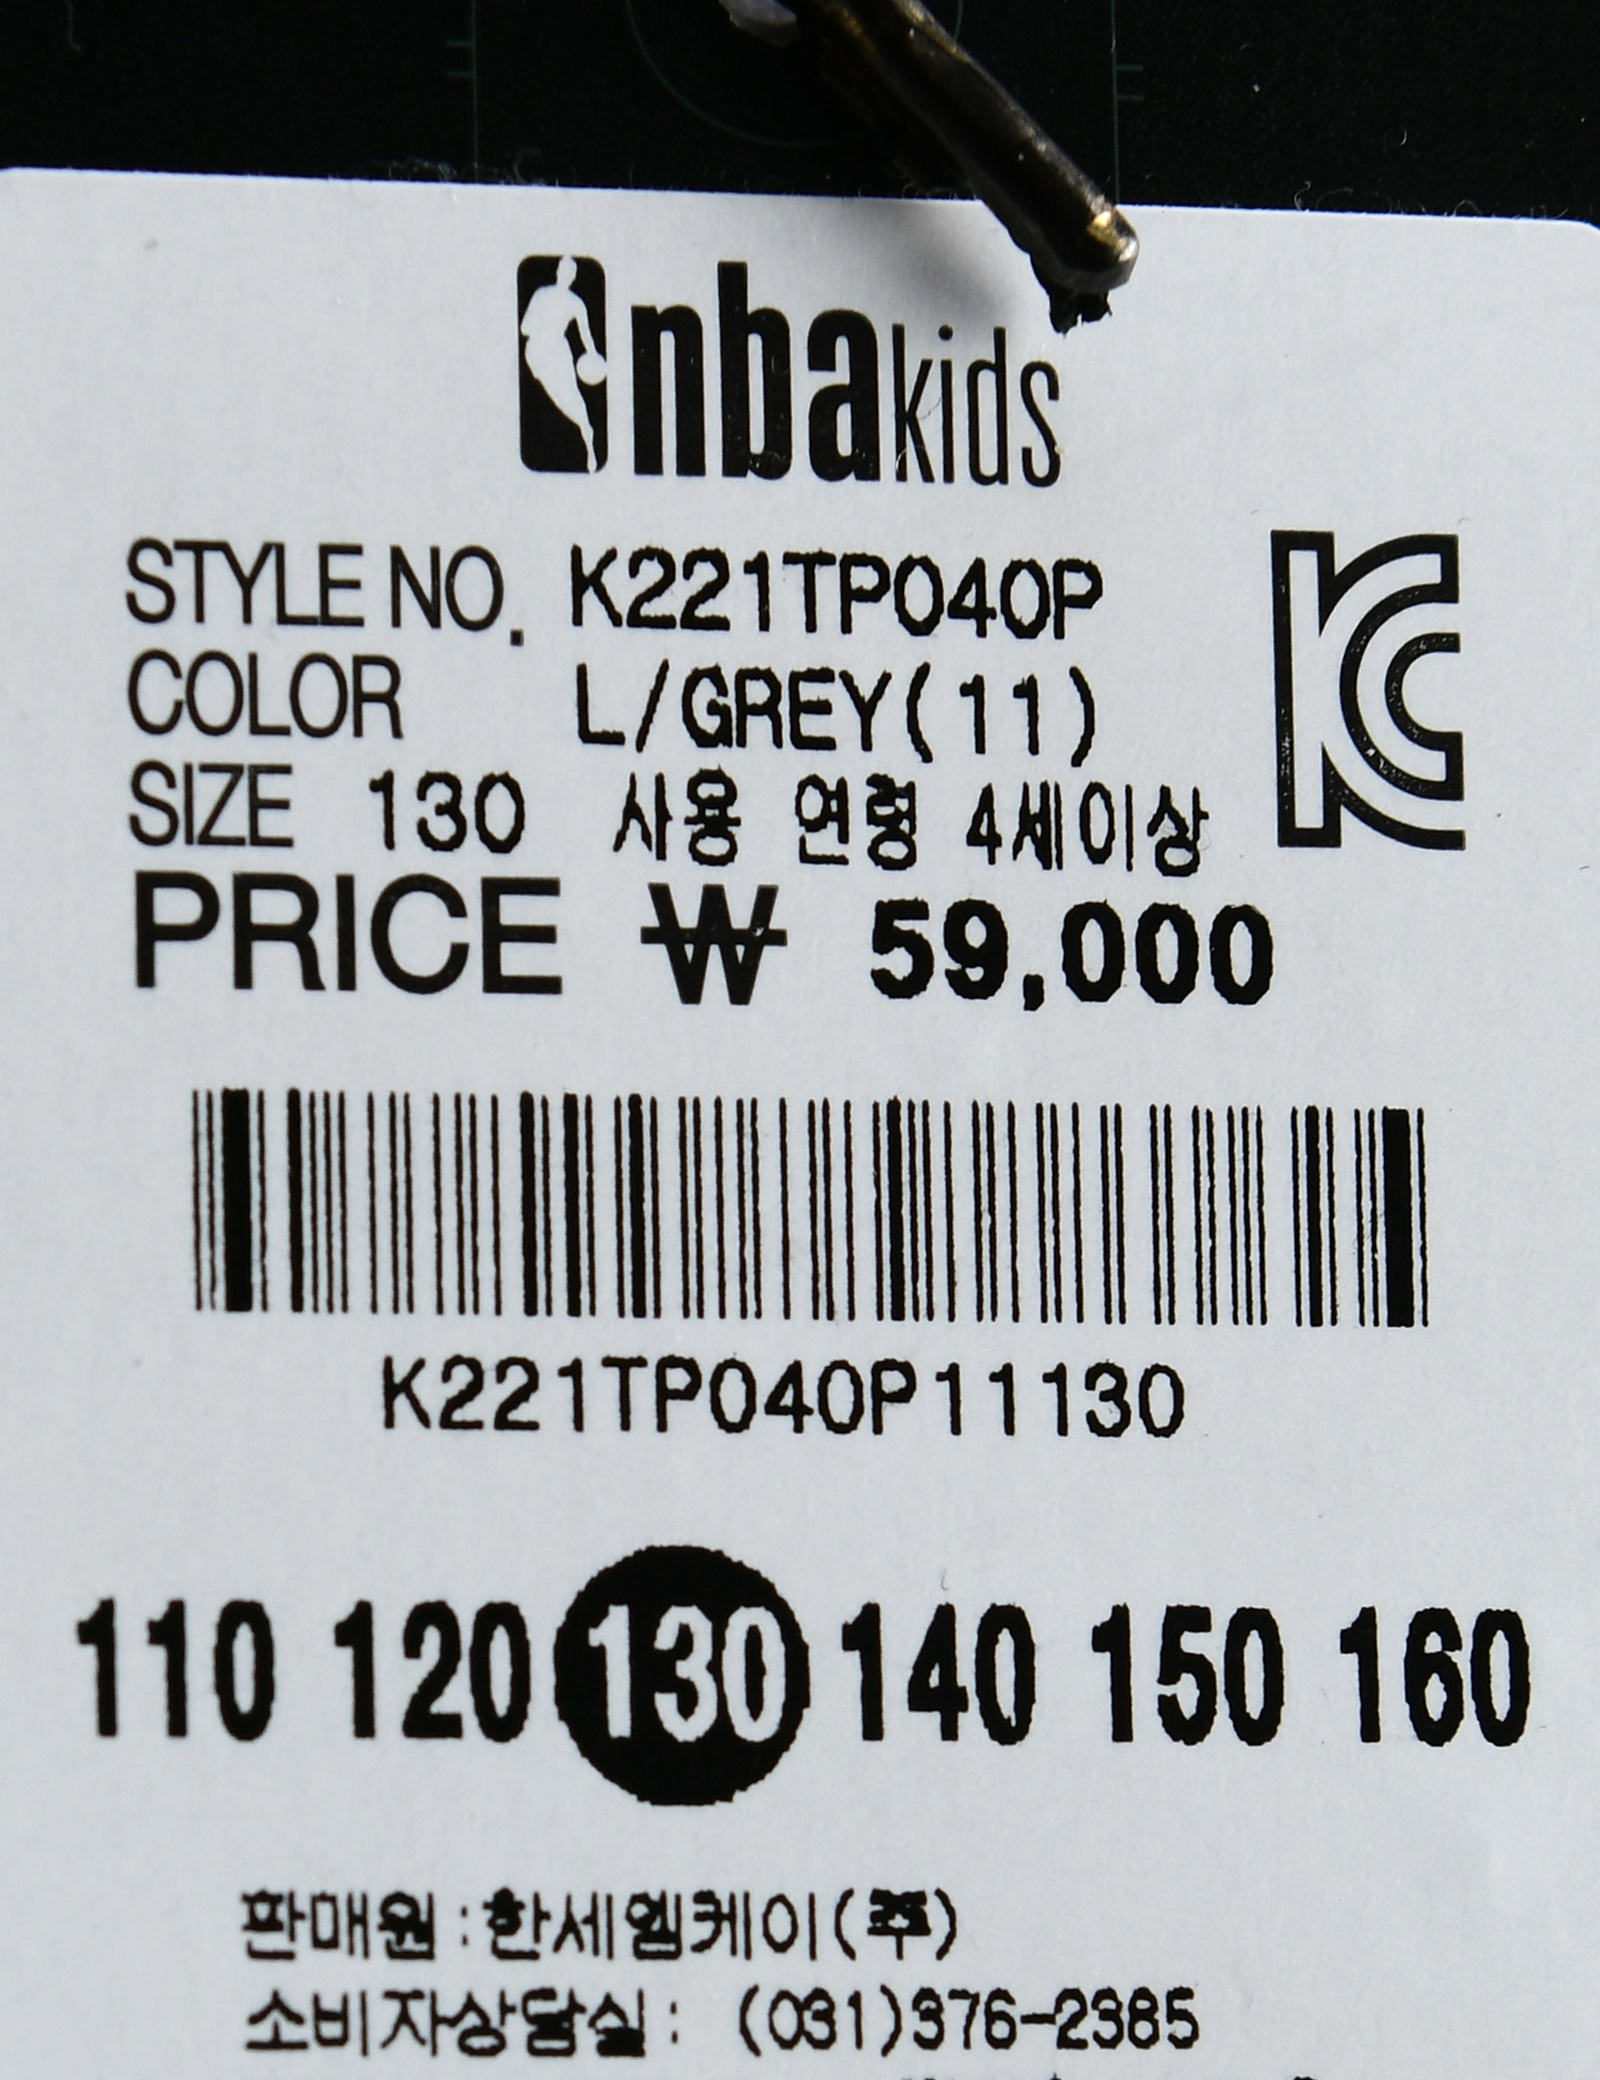 nbakids
STYLE NO. K221TP040P
COLOR L/GREY(11)
SIZE 130 사용 연령 4세이상
PRICE ₩ 59,000
K221TP040P11130
110 120 130 140 150 160
판매원:한세엠케이(주)
소비자상담실: (031)376-2385